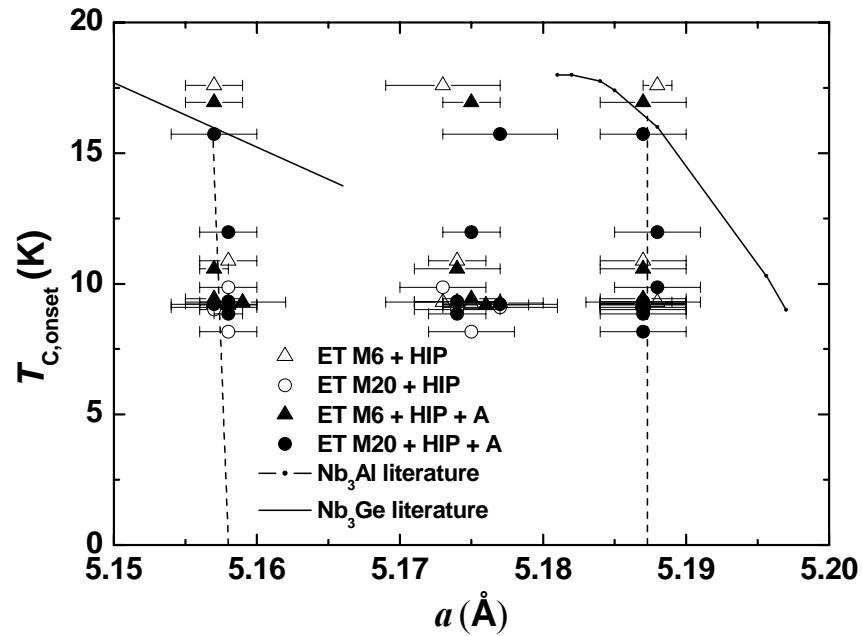 20
15
10
5
0
T_C,onset (K)
ET M6 + HIP
ET M20 + HIP
ET M6 + HIP + A
ET M20 + HIP + A
Nb₃Al literature
Nb₃Ge literature
5.15 5.16 5.17 5.18 5.19 5.20
a (Å)